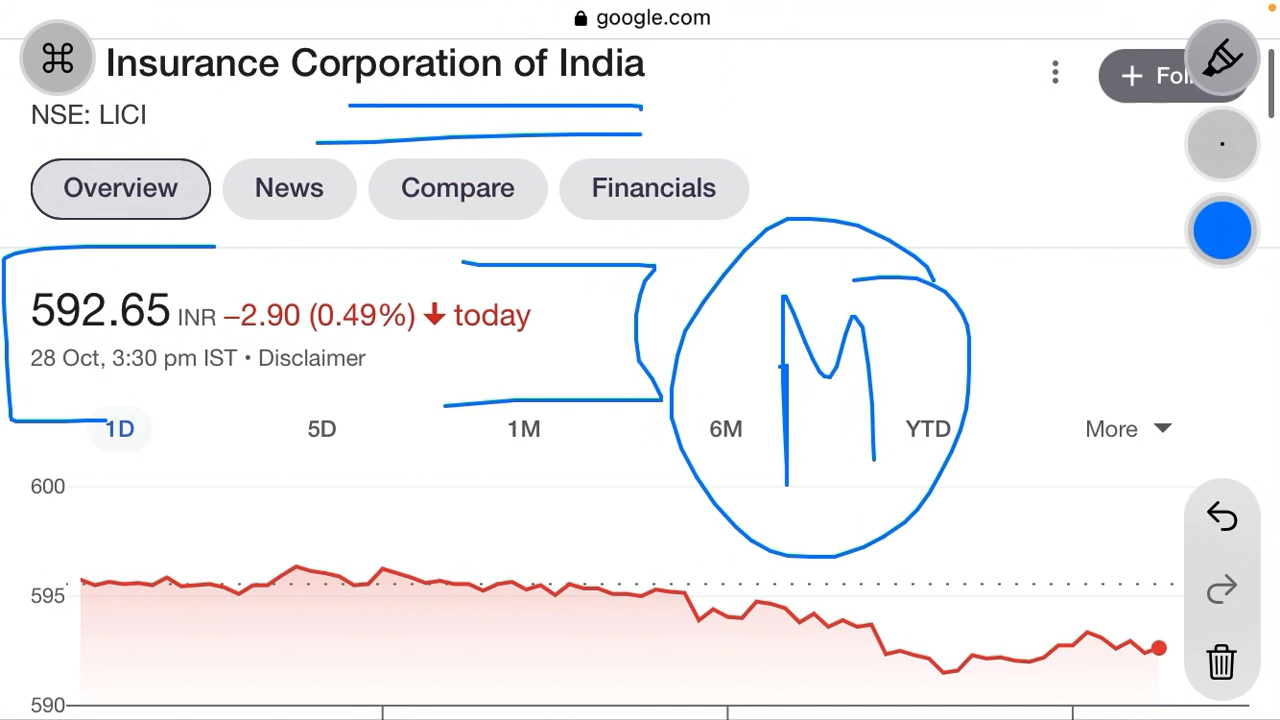 google.com
Insurance Corporation of India
+ Fol
NSE: LICI
Overview News Compare Financials
592.65 INR −2.90 (0.49%) ↓ today
28 Oct, 3:30 pm IST • Disclaimer
M
1D 5D 1M 6M YTD More
600
595
590